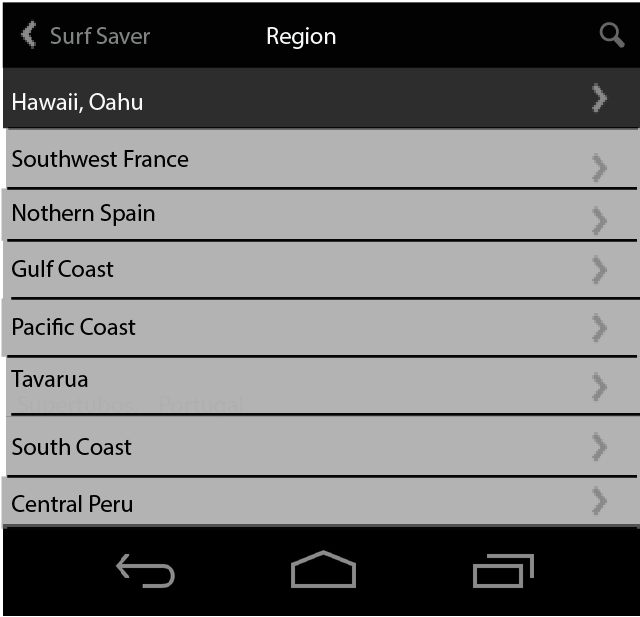 Surf Saver Region
Hawaii, Oahu
Southwest France
Nothern Spain
Gulf Coast
Pacific Coast
Tavarua
Supertubos Portugal
South Coast
Central Peru